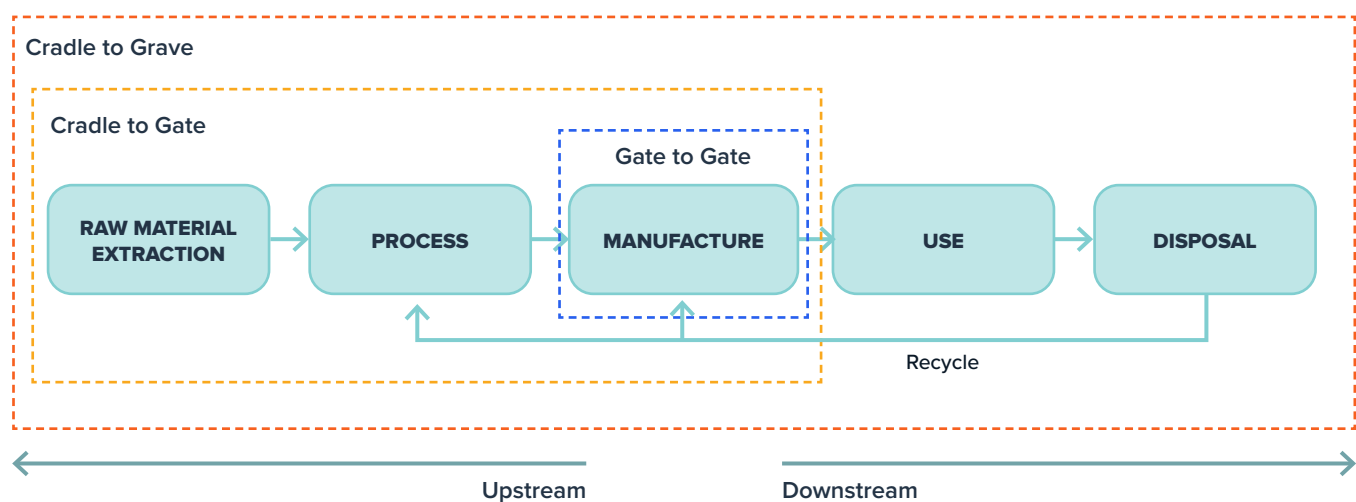 Cradle to Grave
Cradle to Gate
Gate to Gate
RAW MATERIAL
EXTRACTION
PROCESS
MANUFACTURE
USE
DISPOSAL
Recycle
Upstream
Downstream